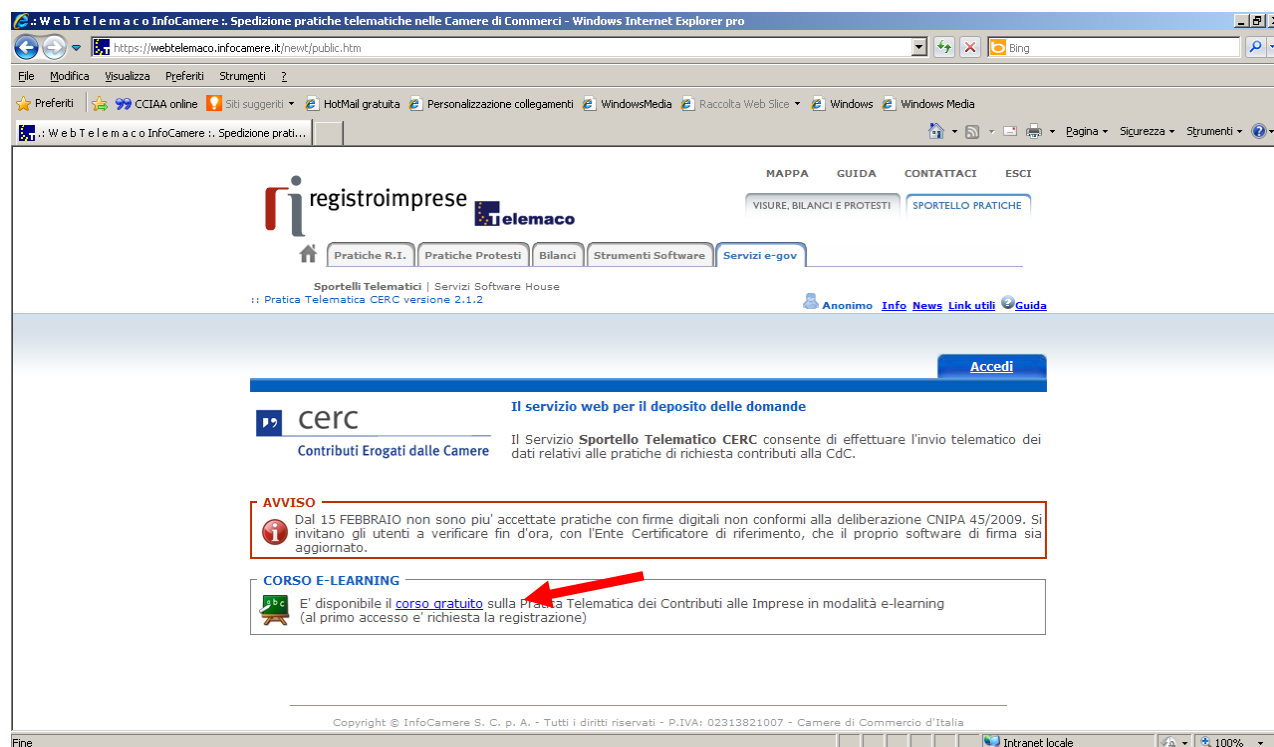 .: W e b T e l e m a c o InfoCamere :. Spedizione pratiche telematiche nelle Camere di Commerci - Windows Internet Explorer pro
https://webtelemaco.infocamere.it/newt/public.htm
Bing
File Modifica Visualizza Preferiti Strumenti ?
Preferiti CCIAA online Siti suggeriti HotMail gratuita Personalizzazione collegamenti WindowsMedia Raccolta Web Slice Windows Windows Media
.: W e b T e l e m a c o InfoCamere :. Spedizione prati... Pagina Sicurezza Strumenti
MAPPA GUIDA CONTATTACI ESCI
registroimprese Telemaco
VISURE, BILANCI E PROTESTI SPORTELLO PRATICHE
Pratiche R.I. Pratiche Protesti Bilanci Strumenti Software Servizi e-gov
Sportelli Telematici | Servizi Software House
:: Pratica Telematica CERC versione 2.1.2
Anonimo Info News Link utili Guida
Accedi
cerc
Contributi Erogati dalle Camere
Il servizio web per il deposito delle domande
Il Servizio Sportello Telematico CERC consente di effettuare l'invio telematico dei
dati relativi alle pratiche di richiesta contributi alla CdC.
AVVISO
Dal 15 FEBBRAIO non sono piu' accettate pratiche con firme digitali non conformi alla deliberazione CNIPA 45/2009. Si
invitano gli utenti a verificare fin d'ora, con l'Ente Certificatore di riferimento, che il proprio software di firma sia
aggiornato.
CORSO E-LEARNING
abc
E' disponibile il corso gratuito sulla Pratica Telematica dei Contributi alle Imprese in modalità e-learning
(al primo accesso e' richiesta la registrazione)
Copyright © InfoCamere S. C. p. A. - Tutti i diritti riservati - P.IVA: 02313821007 - Camere di Commercio d'Italia
Fine Intranet locale 100%